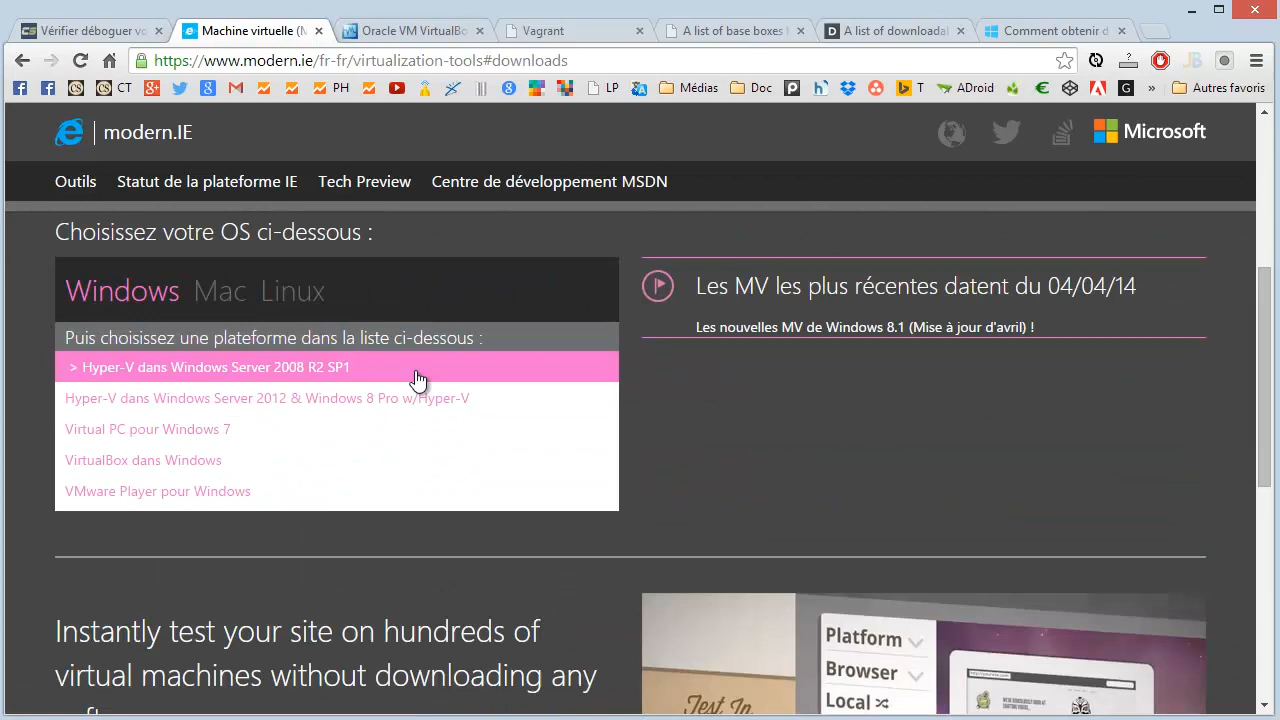 Vérifier débogueur
Machine virtuelle (M
Oracle VM VirtualBo
Vagrant
A list of base boxes
A list of downloada
Comment obtenir d
https://www.modern.ie/fr-fr/virtualization-tools#downloads
CT
PH
LP
Médias
Doc
T
ADroid
»
Autres favoris
modern.IE
Microsoft
Outils
Statut de la plateforme IE
Tech Preview
Centre de développement MSDN
Choisissez votre OS ci-dessous :
Windows Mac Linux
Puis choisissez une plateforme dans la liste ci-dessous :
> Hyper-V dans Windows Server 2008 R2 SP1
Hyper-V dans Windows Server 2012 & Windows 8 Pro w/Hyper-V
Virtual PC pour Windows 7
VirtualBox dans Windows
VMware Player pour Windows
Les MV les plus récentes datent du 04/04/14
Les nouvelles MV de Windows 8.1 (Mise à jour d'avril) !
Instantly test your site on hundreds of
virtual machines without downloading any
Platform
Browser
Local
Test In